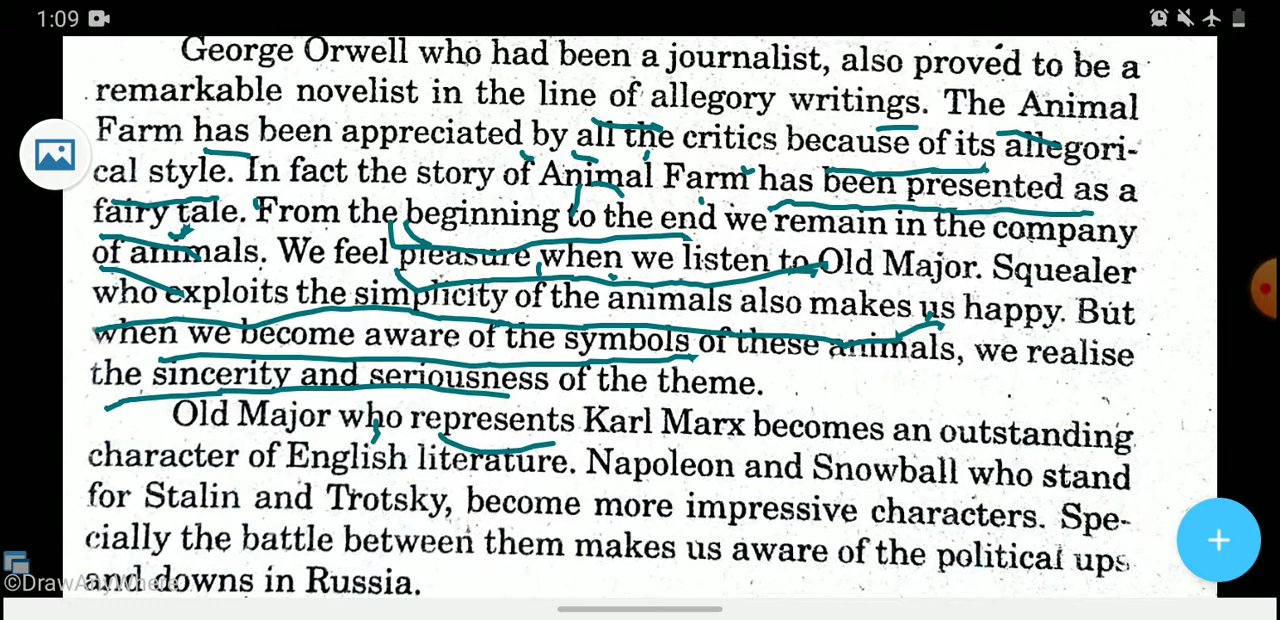 1:09
George Orwell who had been a journalist, also proved to be a
remarkable novelist in the line of allegory writings. The Animal
Farm has been appreciated by all the critics because of its allegori-
cal style. In fact the story of Animal Farm has been presented as a
fairy tale. From the beginning to the end we remain in the company
of animals. We feel pleasure when we listen to Old Major. Squealer
who exploits the simplicity of the animals also makes us happy. But
when we become aware of the symbols of these animals, we realise
the sincerity and seriousness of the theme.
Old Major who represents Karl Marx becomes an outstanding
character of English literature. Napoleon and Snowball who stand
for Stalin and Trotsky, become more impressive characters. Spe-
cially the battle between them makes us aware of the political ups
and downs in Russia.
©DrawAnyWhere